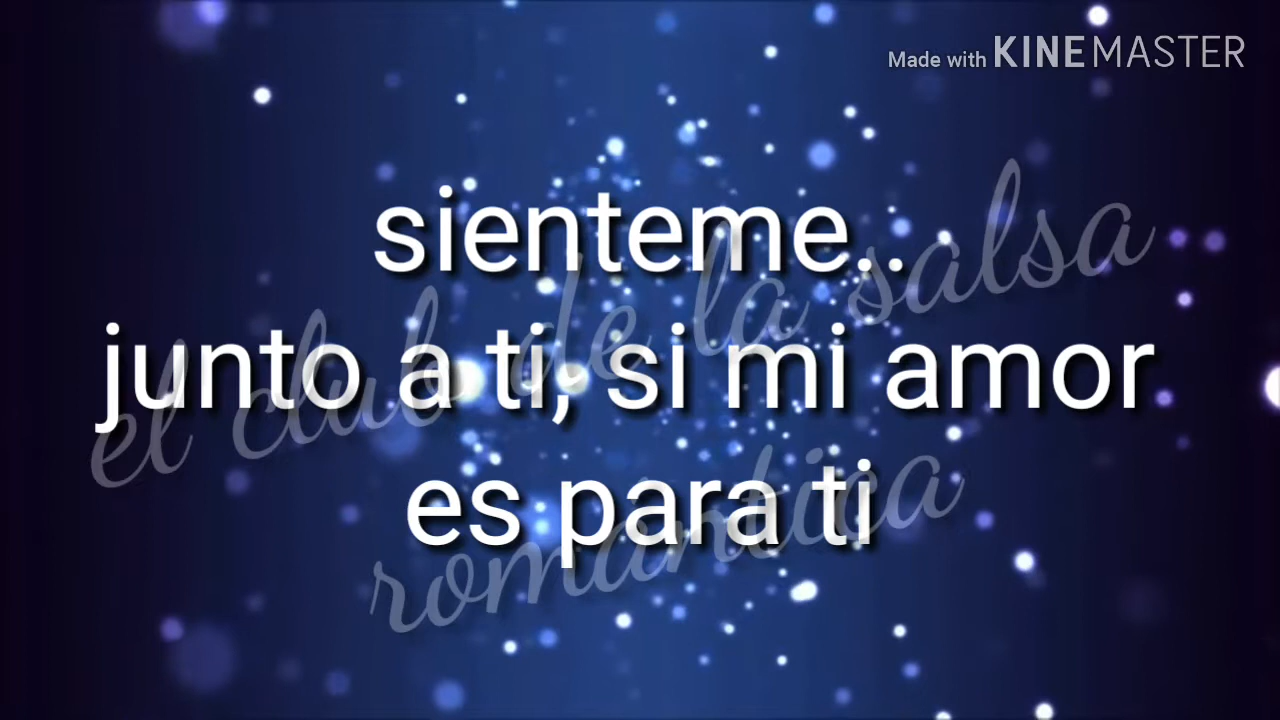 Made with KINEMASTER
sienteme..
junto a ti, si mi amor
es para ti
el club de la salsa
romantica